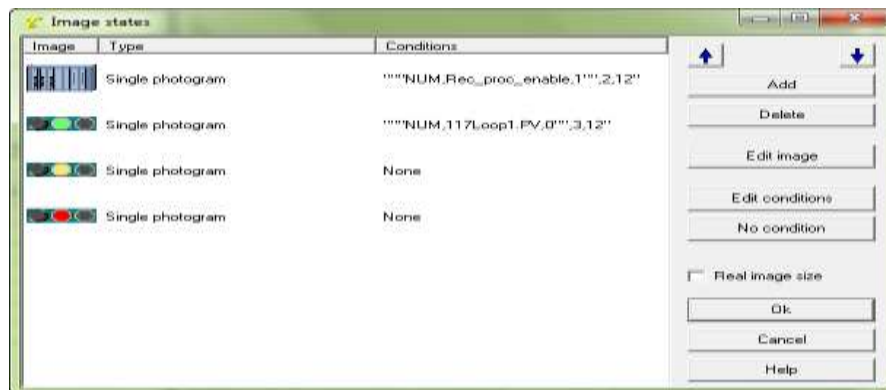 Image states
Image Type Conditions
Single photogram """NUM,Rec_proc_enable,1"",2,12"
Single photogram """NUM,117Loop1.PV,0"",3,12"
Single photogram None
Single photogram None
Add
Delete
Edit image
Edit conditions
No condition
Real image size
Ok
Cancel
Help